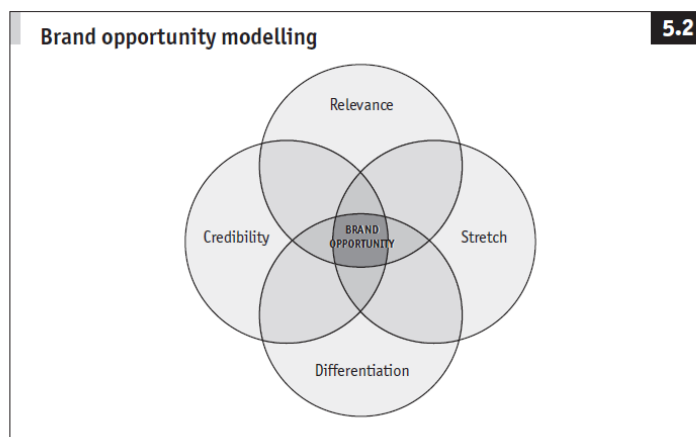 Brand opportunity modelling
5.2
Relevance
Credibility
BRAND
OPPORTUNITY
Stretch
Differentiation